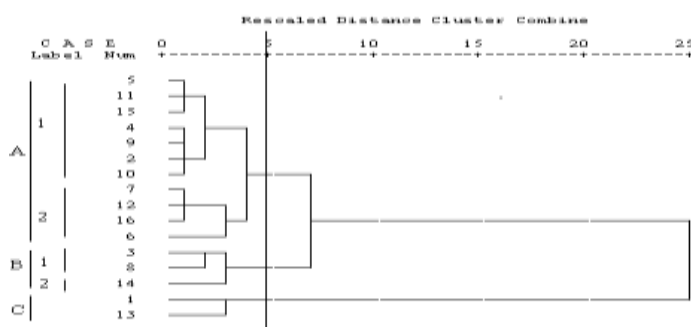 Rescaled Distance Cluster Combine
C A S E 0 5 10 15 20 25
Label Num
5
11
15
1 4
9
A 2
10
7
12
2 16
6
3
B 1 8
2 14
1
C 13